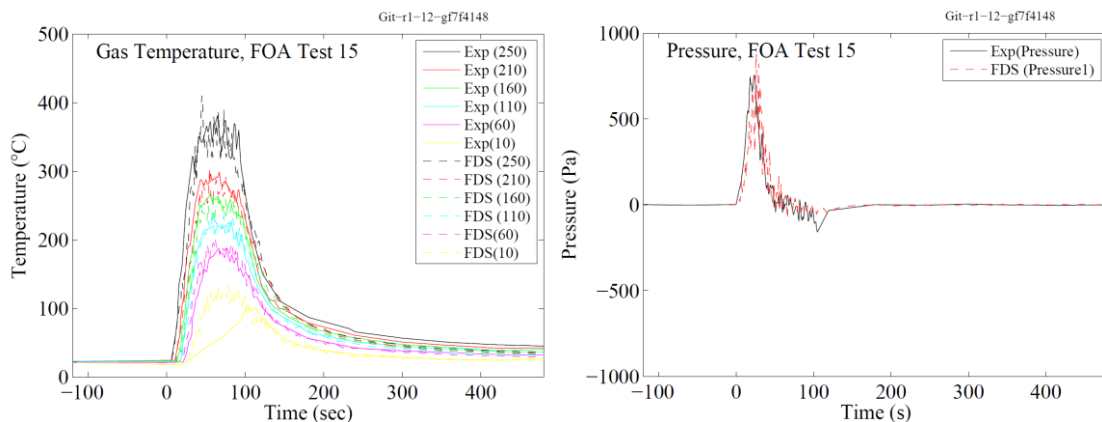 Git−r1−12−gf7f4148
Gas Temperature, FOA Test 15
500
400
300
200
100
0
Temperature (°C)
−100 0 100 200 300 400
Time (sec)
Exp (250)
Exp (210)
Exp (160)
Exp (110)
Exp(60)
Exp(10)
FDS (250)
FDS (210)
FDS (160)
FDS (110)
FDS(60)
FDS(10)
Git−r1−12−gf7f4148
Pressure, FOA Test 15
1000
500
0
−500
−1000
Pressure (Pa)
−100 0 100 200 300 400
Time (s)
Exp(Pressure)
FDS (Pressure1)